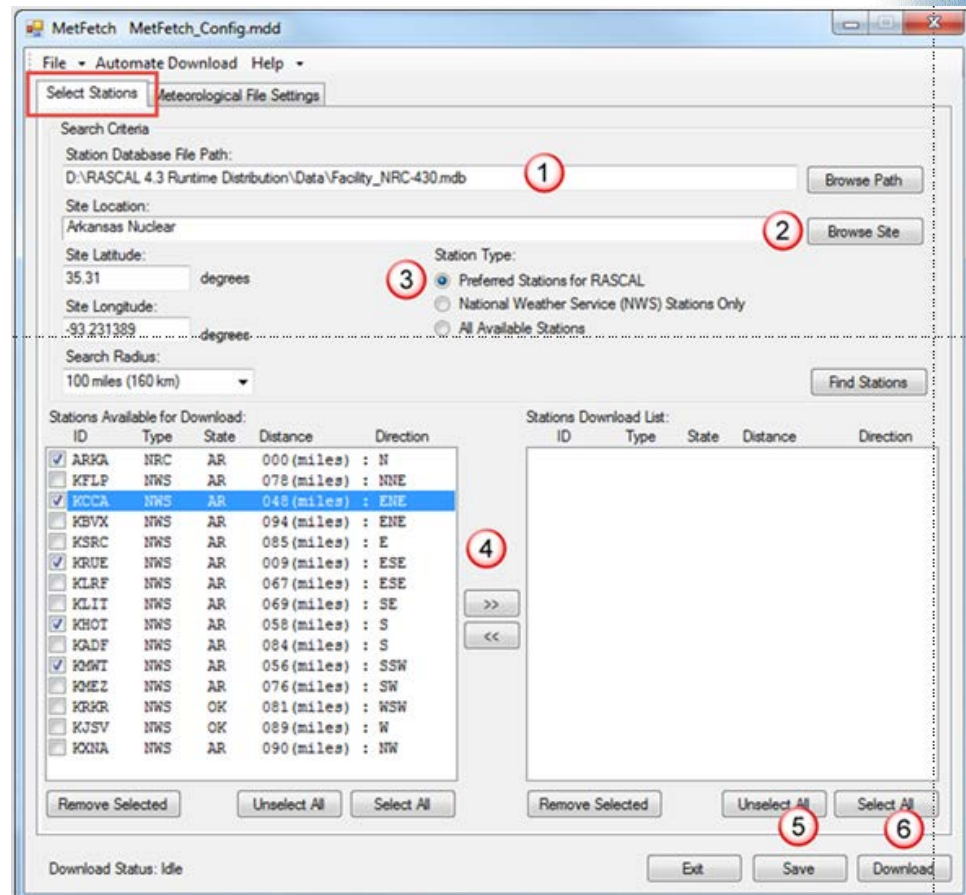 MetFetch MetFetch_Config.mdd
File Automate Download Help
Select Stations Meteorological File Settings
Search Criteria
Station Database File Path:
D:\RASCAL 4.3 Runtime Distribution\Data\Facility_NRC-430.mdb 1 Browse Path
Site Location:
Arkansas Nuclear 2 Browse Site
Site Latitude: Station Type:
35.31 degrees 3 Preferred Stations for RASCAL
Site Longitude: National Weather Service (NWS) Stations Only
-93.231389 degrees All Available Stations
Search Radius:
100 miles (160 km) Find Stations
Stations Available for Download: Stations Download List:
ID Type State Distance Direction ID Type State Distance Direction
ARKA NRC AR 000(miles) : N
KFLP NWS AR 078(miles) : NNE
KCCA NWS AR 048(miles) : ENE
KBVX NWS AR 094(miles) : ENE
KSRC NWS AR 085(miles) : E
KRUE NWS AR 009(miles) : ESE
KLRF NWS AR 067(miles) : ESE
KLIT NWS AR 069(miles) : SE
KHOT NWS AR 058(miles) : S
KADF NWS AR 084(miles) : S
KMWT NWS AR 056(miles) : SSW
KMEZ NWS AR 076(miles) : SW
KRKR NWS OK 081(miles) : WSW
KJSV NWS OK 089(miles) : W
KXNA NWS AR 090(miles) : NW
4
>>
<<
Remove Selected Unselect All Select All Remove Selected Unselect All Select All
5 6
Download Status: Idle Exit Save Download